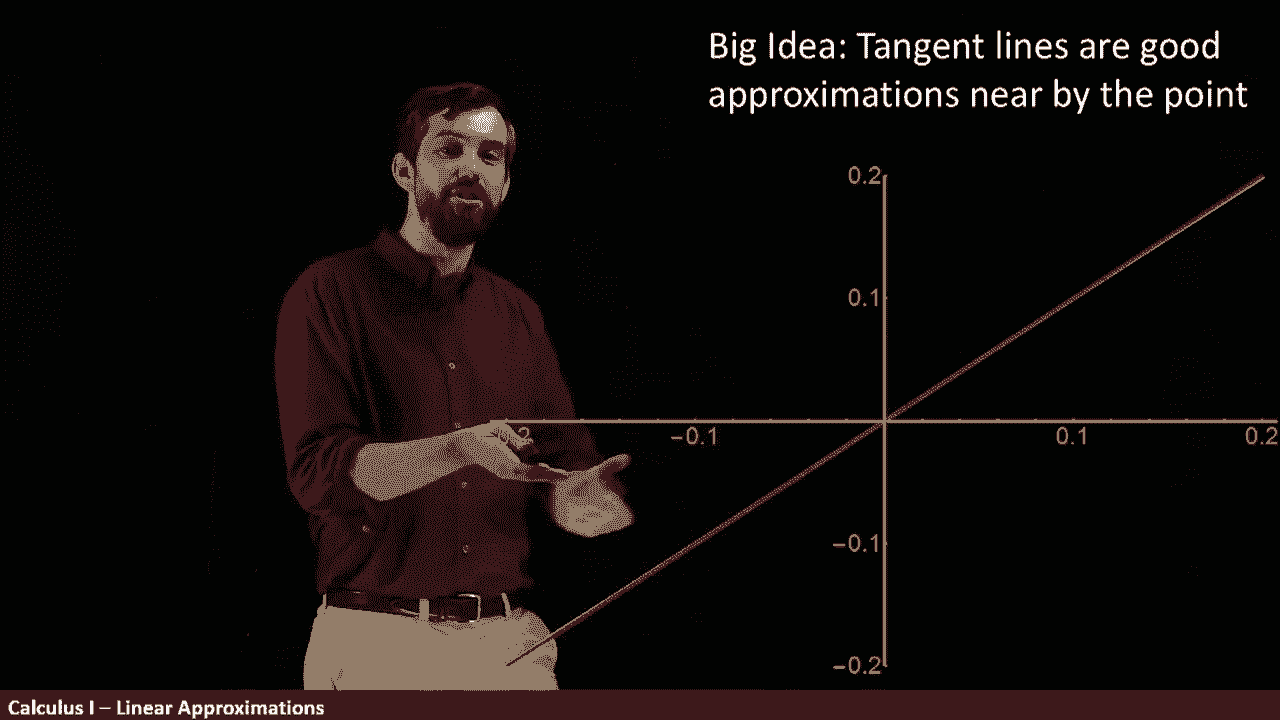 Big Idea: Tangent lines are good
approximations near by the point
0.2
0.1
2 −0.1 0.1 0.2
−0.1
−0.2
Calculus I – Linear Approximations